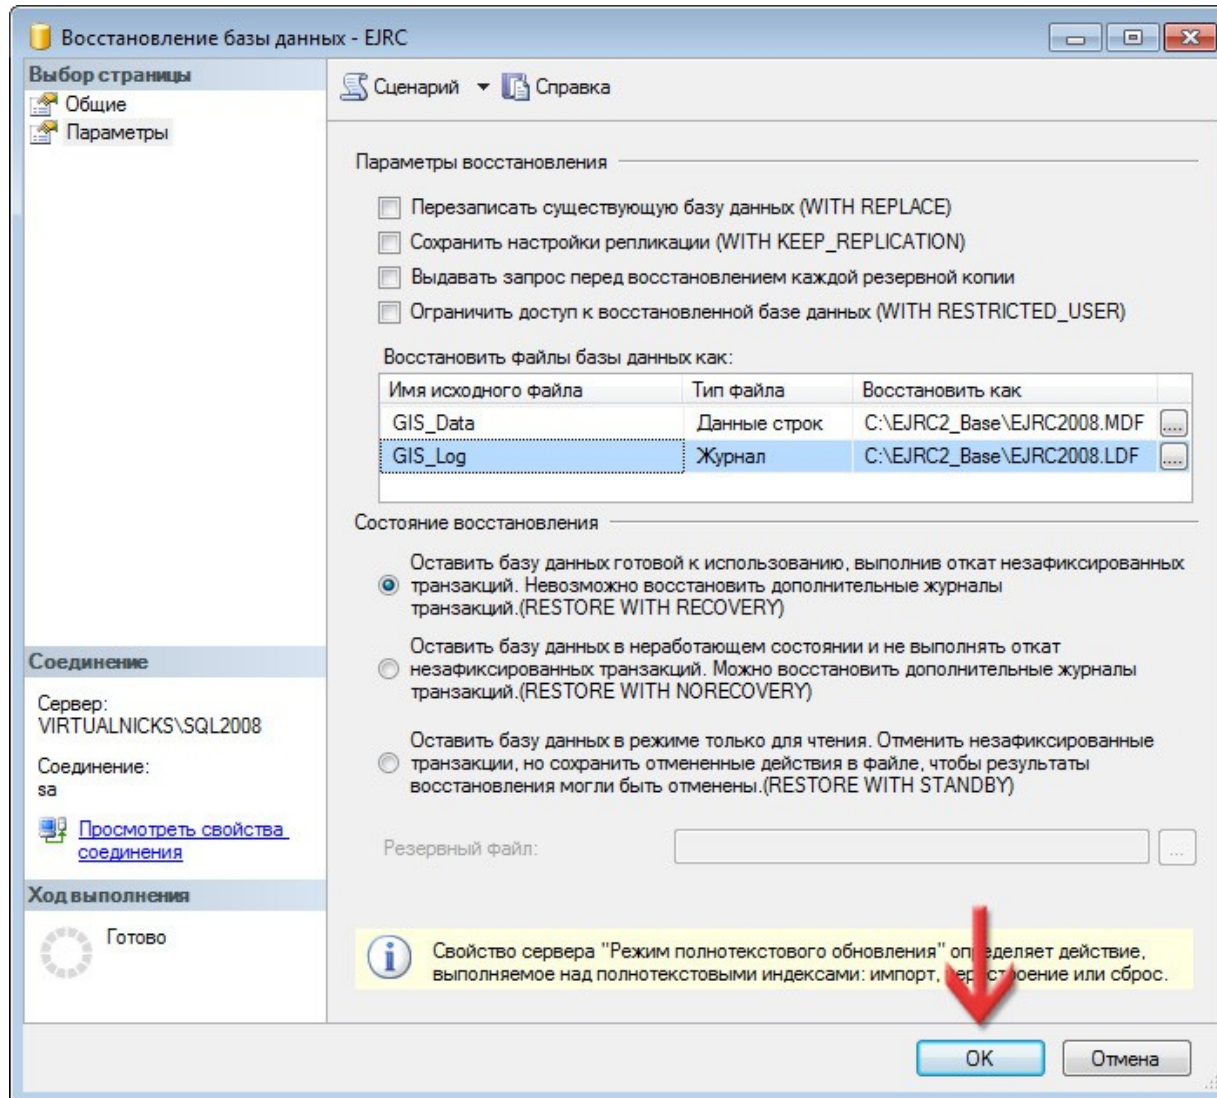 Восстановление базы данных - EJRC
Выбор страницы
Общие
Параметры
Сценарий
Справка
Параметры восстановления
Перезаписать существующую базу данных (WITH REPLACE)
Сохранить настройки репликации (WITH KEEP_REPLICATION)
Выдавать запрос перед восстановлением каждой резервной копии
Ограничить доступ к восстановленной базе данных (WITH RESTRICTED_USER)
Восстановить файлы базы данных как:
Имя исходного файла Тип файла Восстановить как
GIS_Data Данные строк C:\EJRC2_Base\EJRC2008.MDF ....
GIS_Log Журнал C:\EJRC2_Base\EJRC2008.LDF ....
Состояние восстановления
Оставить базу данных готовой к использованию, выполнив откат незафиксированных
транзакций. Невозможно восстановить дополнительные журналы
транзакций.(RESTORE WITH RECOVERY)
Оставить базу данных в неработающем состоянии и не выполнять откат
незафиксированных транзакций. Можно восстановить дополнительные журналы
транзакций.(RESTORE WITH NORECOVERY)
Оставить базу данных в режиме только для чтения. Отменить незафиксированные
транзакции, но сохранить отмененные действия в файле, чтобы результаты
восстановления могли быть отменены.(RESTORE WITH STANDBY)
Резервный файл: ...
Соединение
Сервер:
VIRTUALNICKS\SQL2008
Соединение:
sa
Просмотреть свойства
соединения
Ход выполнения
Готово
Свойство сервера "Режим полнотекстового обновления" определяет действие,
выполняемое над полнотекстовыми индексами: импорт, перестроение или сброс.
OK
Отмена